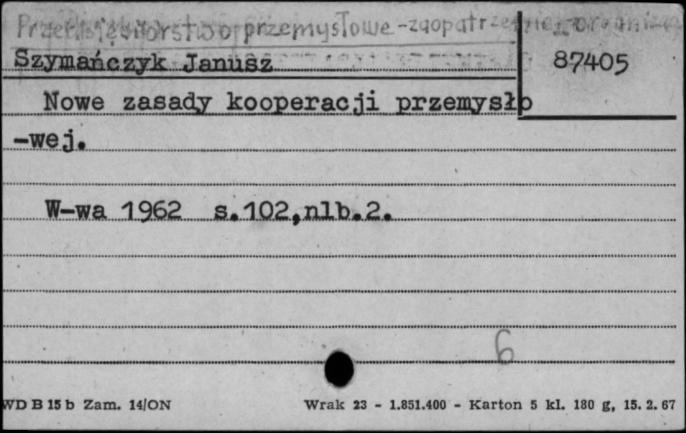 Przedsiębiorstwo przemysłowe-zaopatrzenie
Szymańczyk Janusz
87405
Nowe zasady kooperacji przemysło
-wej.
W-wa 1962 s.102,nlb.2.
6
WD B 15 b Zam. 14/ON
Wrak 23 - 1.851.400 - Karton 5 kl. 180 g, 15. 2. 67